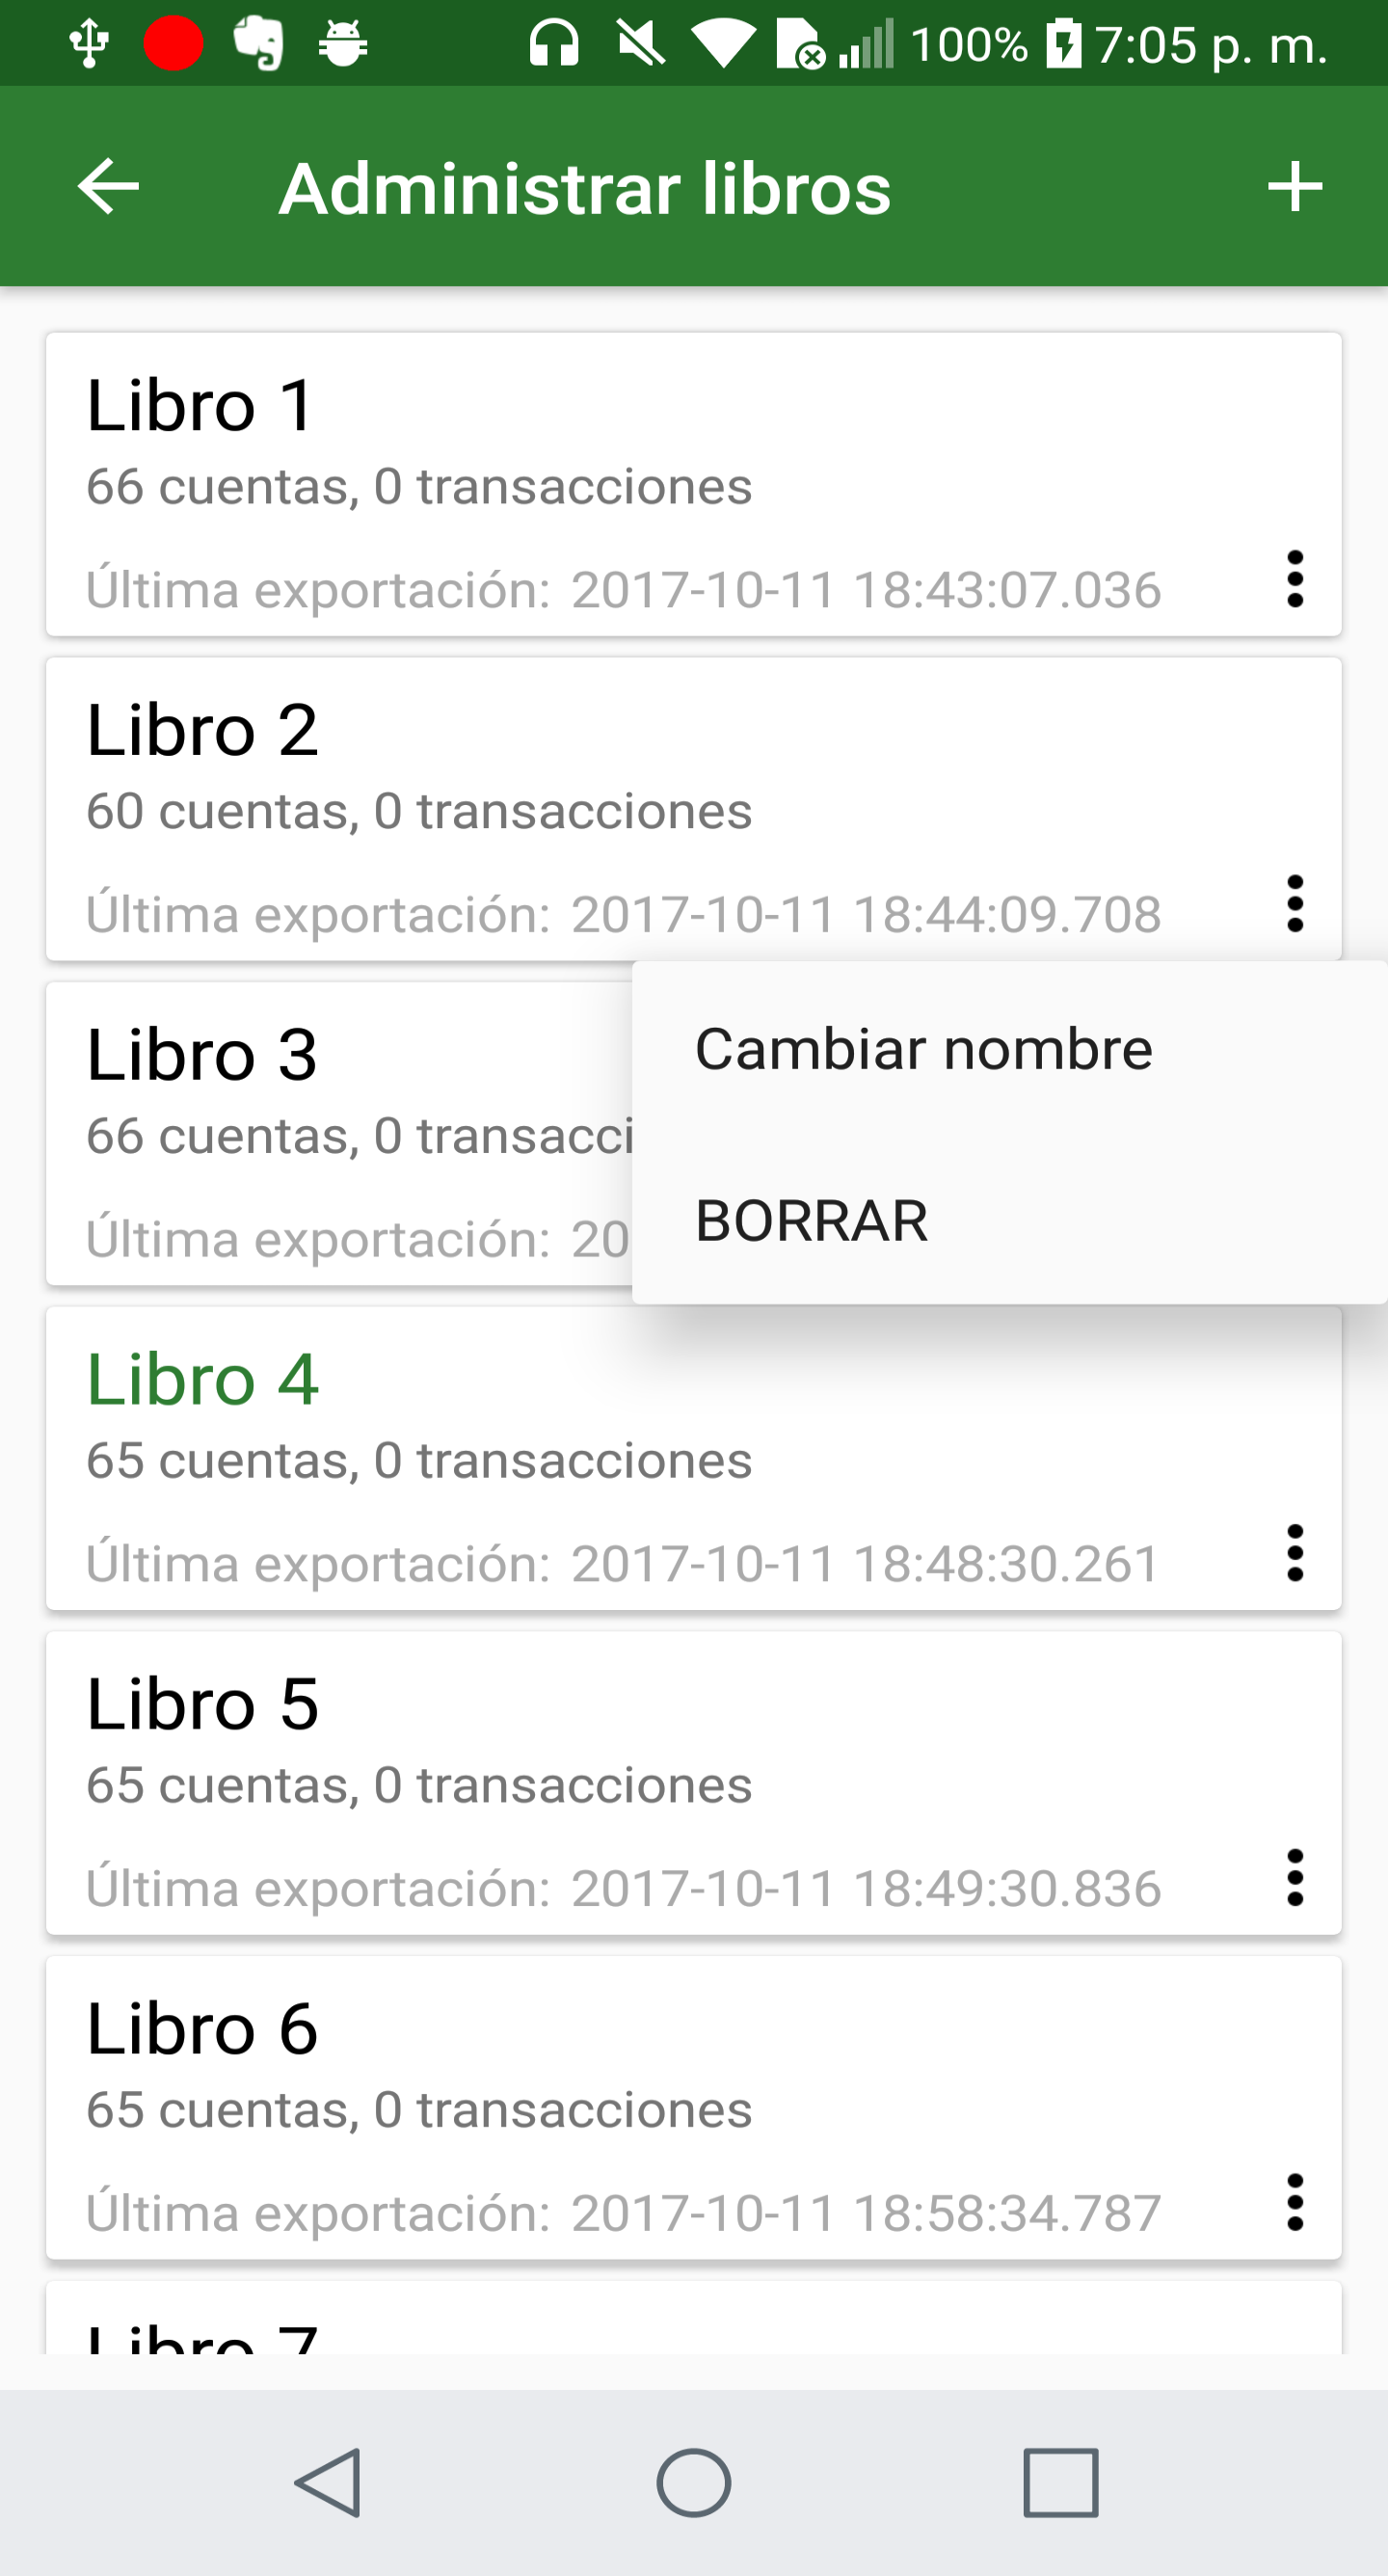 100% 7:05 p. m.
Administrar libros
Libro 1
66 cuentas, 0 transacciones
Última exportación: 2017-10-11 18:43:07.036
Libro 2
60 cuentas, 0 transacciones
Última exportación: 2017-10-11 18:44:09.708
Cambiar nombre
BORRAR
Libro 3
66 cuentas, 0 transacci
Última exportación: 20
Libro 4
65 cuentas, 0 transacciones
Última exportación: 2017-10-11 18:48:30.261
Libro 5
65 cuentas, 0 transacciones
Última exportación: 2017-10-11 18:49:30.836
Libro 6
65 cuentas, 0 transacciones
Última exportación: 2017-10-11 18:58:34.787
Libro 7